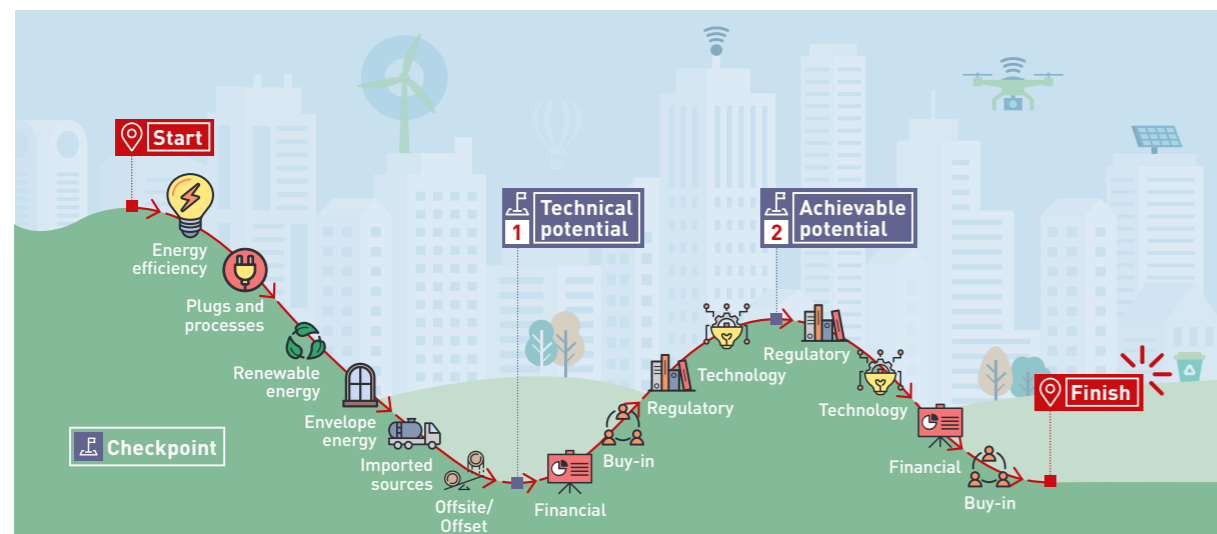 Start
Energy
efficiency
Plugs and
processes
Renewable
energy
Envelope
energy
Imported
sources
Offsite/
Offset
1
Technical
potential
Financial
Buy-in
Regulatory
Technology
2
Achievable
potential
Regulatory
Technology
Financial
Buy-in
Finish
Checkpoint